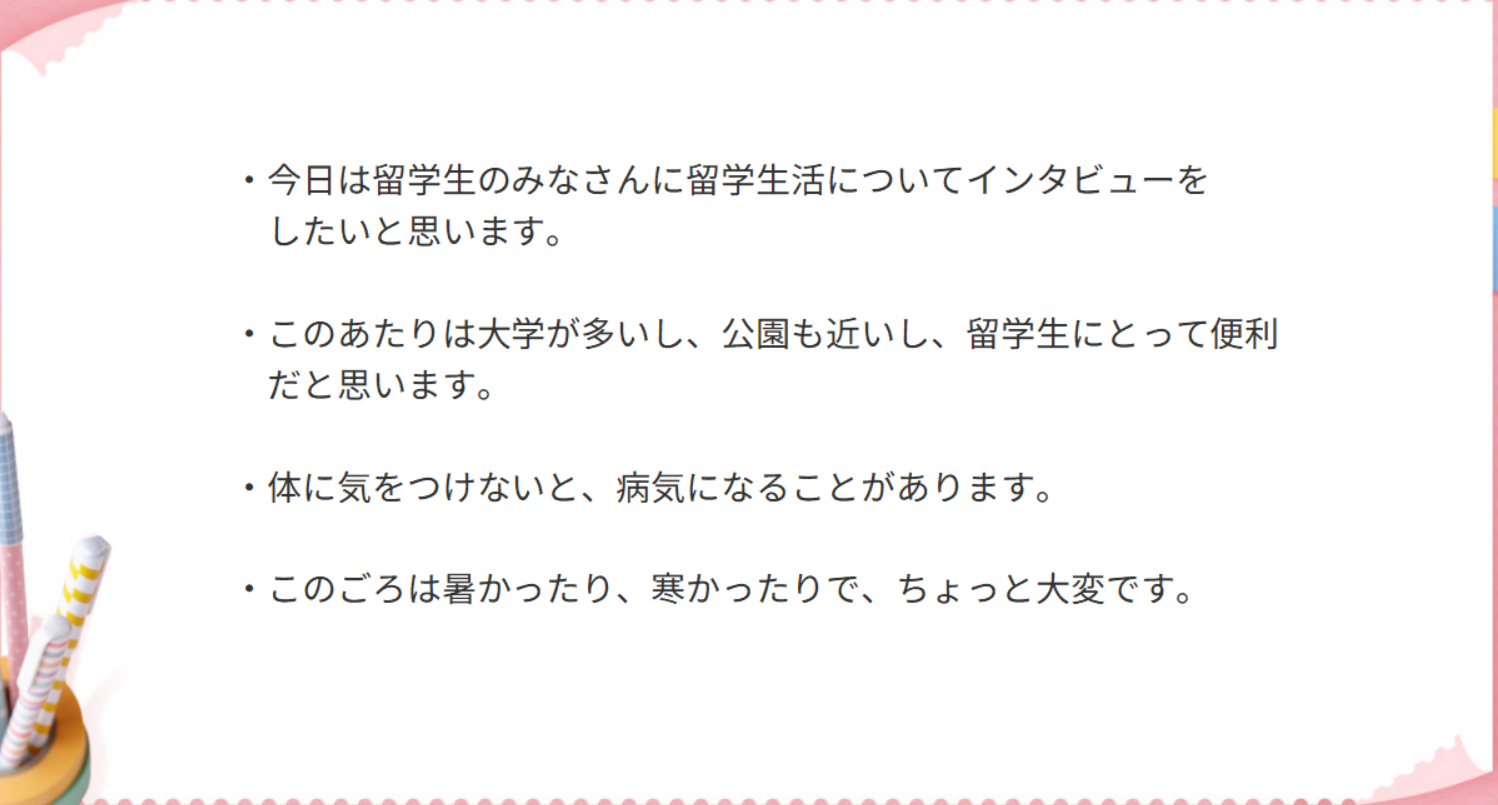 ・今日は留学生のみなさんに留学生活についてインタビューを
したいと思います。
・このあたりは大学が多いし、公園も近いし、留学生にとって便利
だと思います。
・体に気をつけないと、病気になることがあります。
・このごろは暑かったり、寒かったりで、ちょっと大変です。